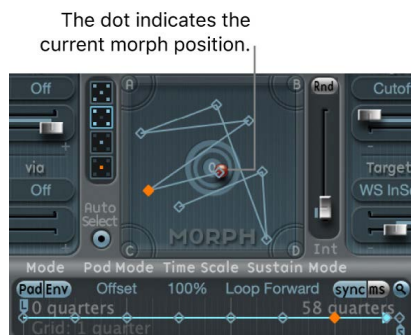 The dot indicates the
current morph position.
Off
via
Off
Auto
Select
A
B
C
D
MORPH
Rnd
Int
Cutof
Target
WS InSe
Mode Pad Mode Time Scale Sustain Mode
Pad Env Offset 100% Loop Forward sync ms
0 quarters 58 quarters
Grid: 1 quarter